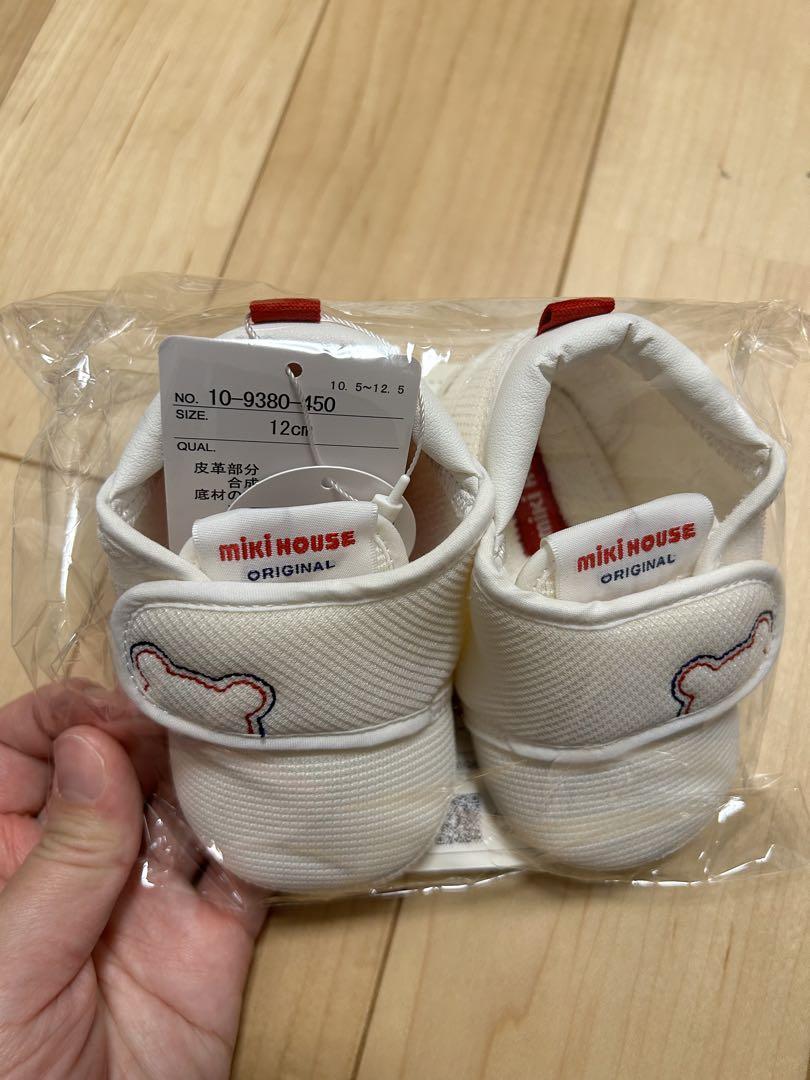 10.5~12.5
NO. 10-9380-450
SIZE. 12cm
QUAL.
皮革部分
合成
底材の
miki HOUSE
ORIGINAL
miki
miki HOUSE
ORIGINAL